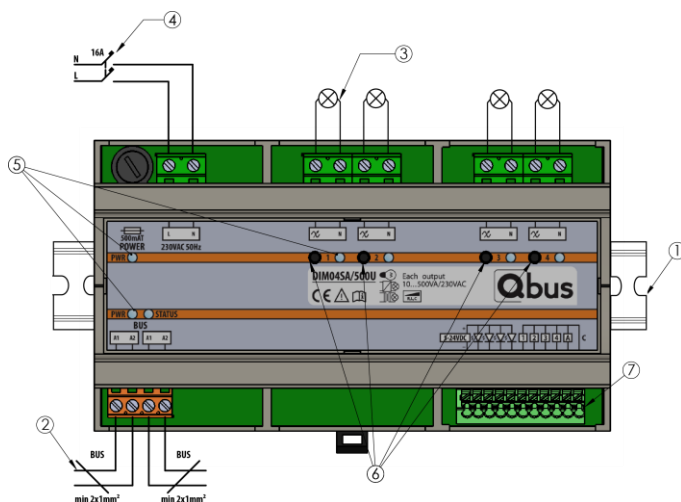 4
16A
N
L
3
5
500mAT
POWER
L N
230VAC 50Hz
N
N
N
N
PWR
1
2
3
4
1
DIM04SA/500U
Each output
10...500VA/230VAC
R,L,C
CE
Qbus
PWR STATUS
BUS
A1 A2 A1 A2
1 2 3 4 A C
7
2
6
BUS
BUS
min 2x1mm²
min 2x1mm²